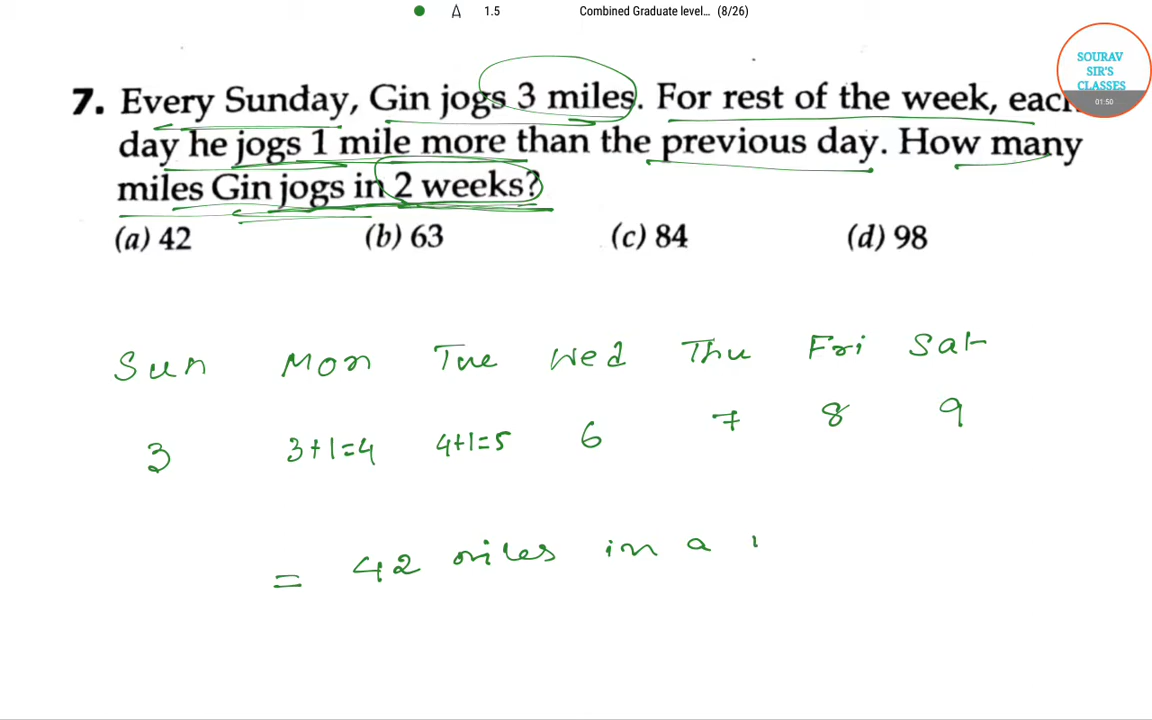 1.5 Combined Graduate level... (8/26)
SOURAV
SIR'S
CLASSES
01:50
7. Every Sunday, Gin jogs 3 miles. For rest of the week, each
day he jogs 1 mile more than the previous day. How many
miles Gin jogs in 2 weeks?
(a) 42 (b) 63 (c) 84 (d) 98
Sun Mon Tue Wed Thu Fri Sat
3 3+1=4 4+1=5 6 7 8 9
= 42 miles in a